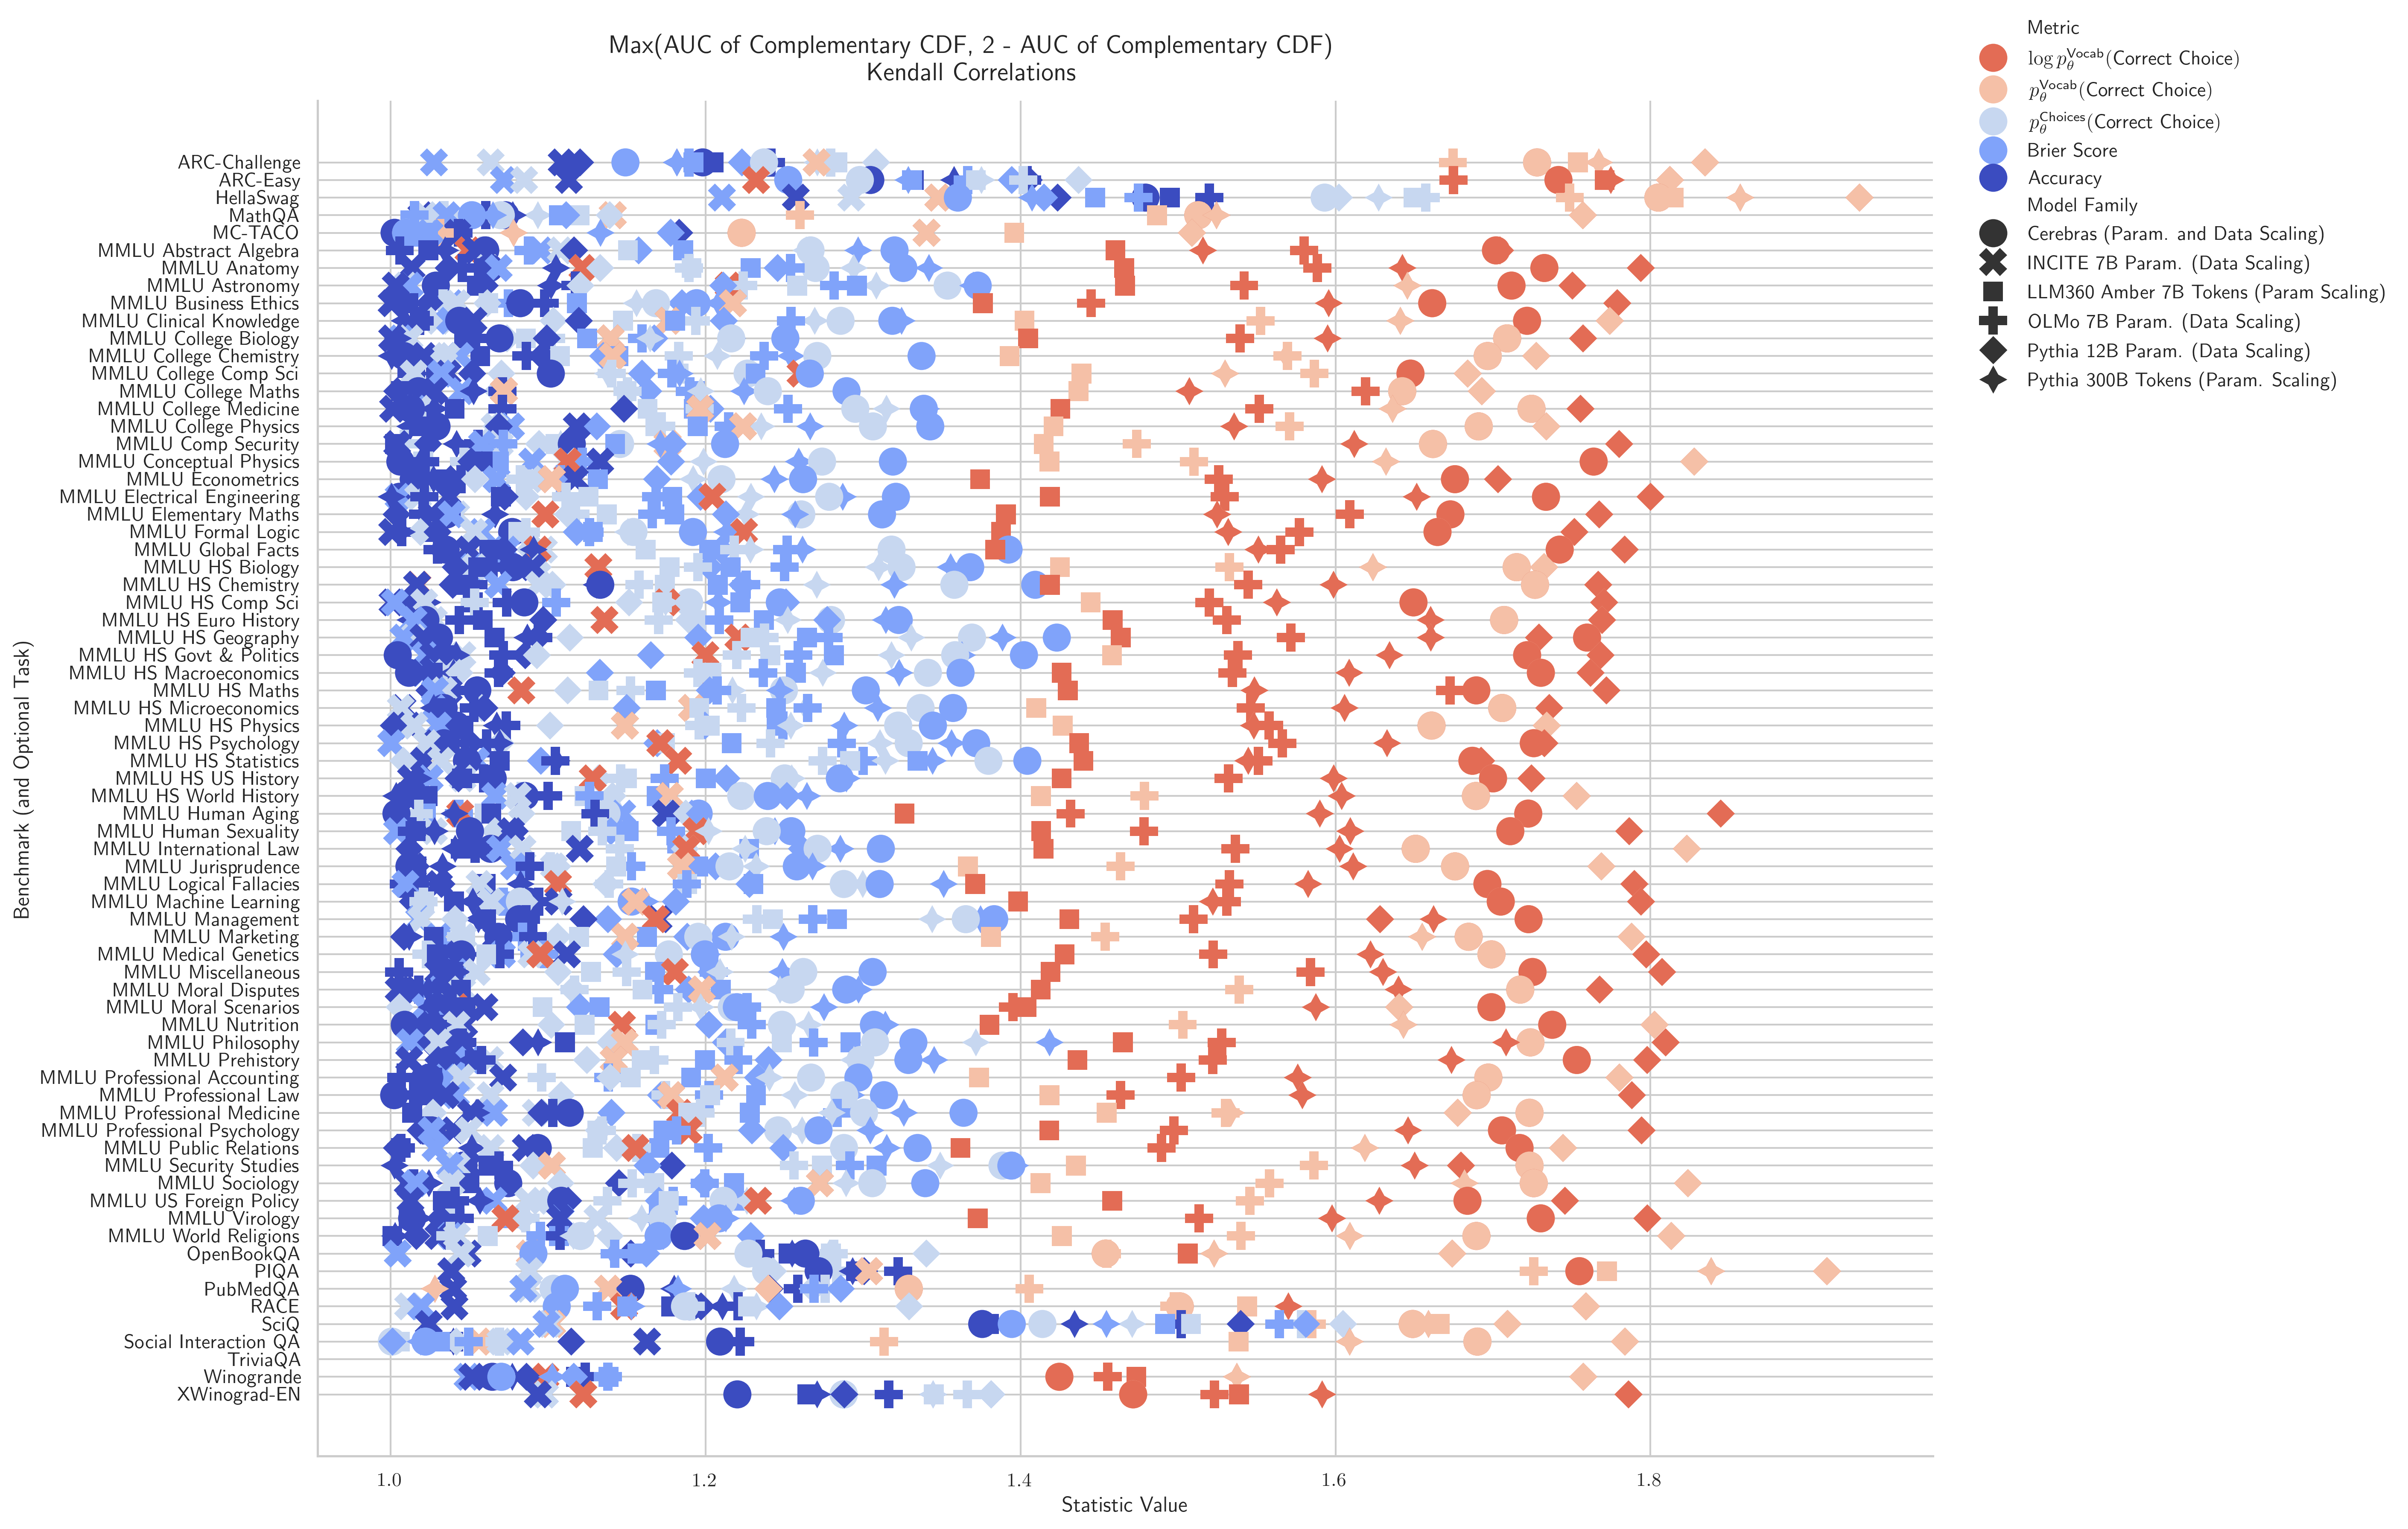 Max(AUC of Complementary CDF, 2 - AUC of Complementary CDF)
Kendall Correlations
Benchmark (and Optional Task)
ARC-Challenge
ARC-Easy
HellaSwag
MathQA
MC-TACO
MMLU Abstract Algebra
MMLU Anatomy
MMLU Astronomy
MMLU Business Ethics
MMLU Clinical Knowledge
MMLU College Biology
MMLU College Chemistry
MMLU College Comp Sci
MMLU College Maths
MMLU College Medicine
MMLU College Physics
MMLU Comp Security
MMLU Conceptual Physics
MMLU Econometrics
MMLU Electrical Engineering
MMLU Elementary Maths
MMLU Formal Logic
MMLU Global Facts
MMLU HS Biology
MMLU HS Chemistry
MMLU HS Comp Sci
MMLU HS Euro History
MMLU HS Geography
MMLU HS Govt & Politics
MMLU HS Macroeconomics
MMLU HS Maths
MMLU HS Microeconomics
MMLU HS Physics
MMLU HS Psychology
MMLU HS Statistics
MMLU HS US History
MMLU HS World History
MMLU Human Aging
MMLU Human Sexuality
MMLU International Law
MMLU Jurisprudence
MMLU Logical Fallacies
MMLU Machine Learning
MMLU Management
MMLU Marketing
MMLU Medical Genetics
MMLU Miscellaneous
MMLU Moral Disputes
MMLU Moral Scenarios
MMLU Nutrition
MMLU Philosophy
MMLU Prehistory
MMLU Professional Accounting
MMLU Professional Law
MMLU Professional Medicine
MMLU Professional Psychology
MMLU Public Relations
MMLU Security Studies
MMLU Sociology
MMLU US Foreign Policy
MMLU Virology
MMLU World Religions
OpenBookQA
PIQA
PubMedQA
RACE
SciQ
Social Interaction QA
TriviaQA
Winogrande
XWinograd-EN
1.0 1.2 1.4 1.6 1.8
Statistic Value
Metric
log p_θ^Vocab(Correct Choice)
p_θ^Vocab(Correct Choice)
p_θ^Choices(Correct Choice)
Brier Score
Accuracy
Model Family
Cerebras (Param. and Data Scaling)
INCITE 7B Param. (Data Scaling)
LLM360 Amber 7B Tokens (Param Scaling)
OLMo 7B Param. (Data Scaling)
Pythia 12B Param. (Data Scaling)
Pythia 300B Tokens (Param. Scaling)